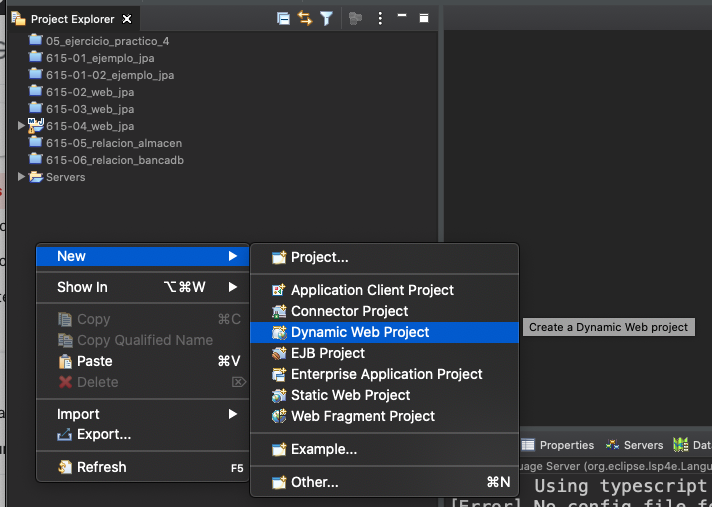 Project Explorer
05_ejercicio_practico_4
615-01_ejemplo_jpa
615-01-02_ejemplo_jpa
615-02_web_jpa
615-03_web_jpa
615-04_web_jpa
615-05_relacion_almacen
615-06_relacion_bancadb
Servers
New
Show In ⌥⌘W
Copy ⌘C
Copy Qualified Name
Paste ⌘V
Delete ⌦
Import
Export...
Refresh F5
Project...
Application Client Project
Connector Project
Dynamic Web Project
EJB Project
Enterprise Application Project
Static Web Project
Web Fragment Project
Example...
Other... ⌘N
Create a Dynamic Web project
Properties Servers Dat
uage Server (org.eclipse.lsp4e.Langu
Using typescript
[Error] No config file fo